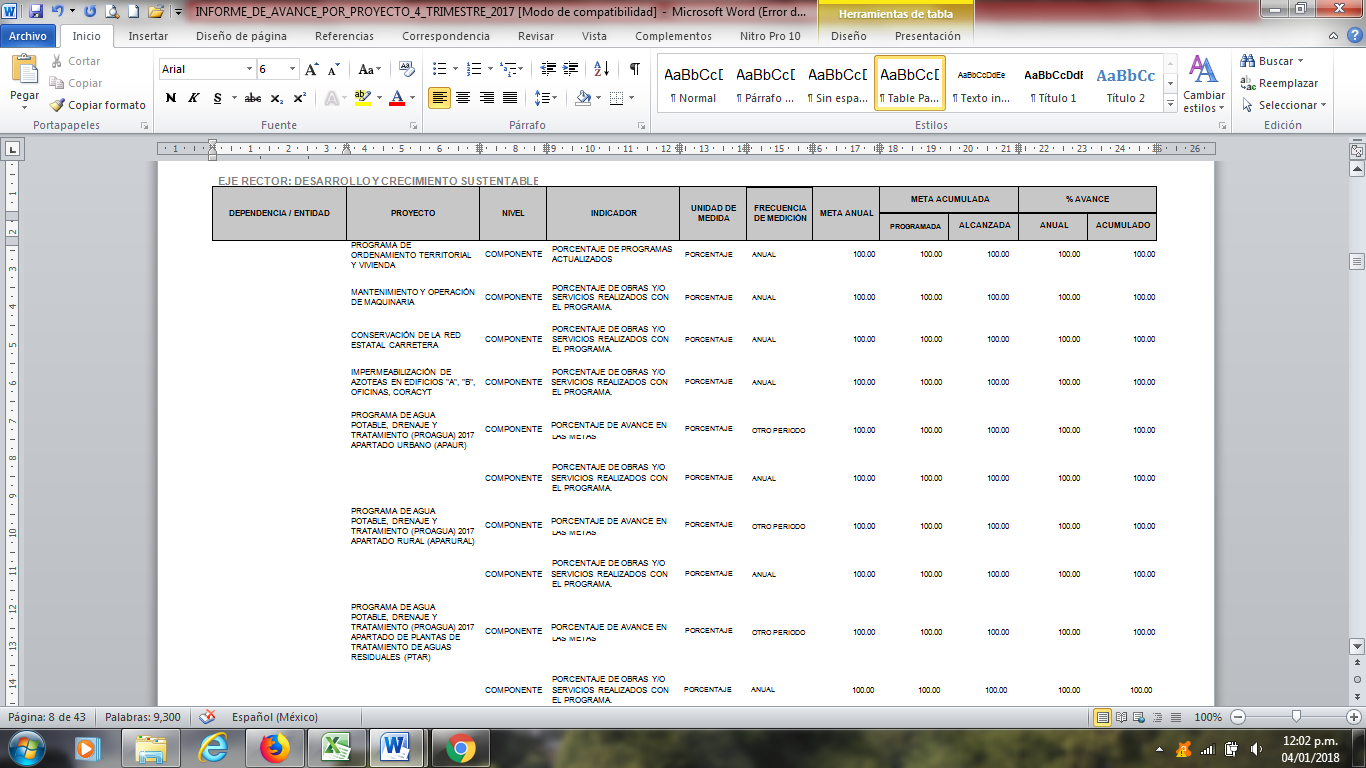 INFORME_DE_AVANCE_POR_PROYECTO_4_TRIMESTRE_2017 [Modo de compatibilidad] - Microsoft Word (Error d...
Herramientas de tabla
Archivo Inicio Insertar Diseño de página Referencias Correspondencia Revisar Vista Complementos Nitro Pro 10 Diseño Presentación
Pegar
Cortar
Copiar
Copiar formato
Portapapeles
Arial 6
Fuente
Párrafo
AaBbCcD AaBbCcD AaBbCcD AaBbCcD AaBbCcDdEe AaBbCcDdE AaBbCc
¶ Normal ¶ Párrafo ... ¶ Sin espa... ¶ Table Pa... ¶ Texto in... ¶ Título 1 Título 2
Cambiar estilos
Estilos
Buscar
Reemplazar
Seleccionar
Edición
EJE RECTOR: DESARROLLO Y CRECIMIENTO SUSTENTABLE
DEPENDENCIA / ENTIDAD PROYECTO NIVEL INDICADOR UNIDAD DE MEDIDA FRECUENCIA DE MEDICIÓN META ANUAL META ACUMULADA % AVANCE
PROGRAMADA ALCANZADA ANUAL ACUMULADO
PROGRAMA DE
ORDENAMIENTO TERRITORIAL
Y VIVIENDA
COMPONENTE
PORCENTAJE DE PROGRAMAS
ACTUALIZADOS
PORCENTAJE ANUAL 100.00 100.00 100.00 100.00 100.00
MANTENIMIENTO Y OPERACIÓN
DE MAQUINARIA
COMPONENTE
PORCENTAJE DE OBRAS Y/O
SERVICIOS REALIZADOS CON
EL PROGRAMA.
PORCENTAJE ANUAL 100.00 100.00 100.00 100.00 100.00
CONSERVACIÓN DE LA RED
ESTATAL CARRETERA
COMPONENTE
PORCENTAJE DE OBRAS Y/O
SERVICIOS REALIZADOS CON
EL PROGRAMA.
PORCENTAJE ANUAL 100.00 100.00 100.00 100.00 100.00
IMPERMEABILIZACIÓN DE
AZOTEAS EN EDIFICIOS "A", "B",
OFICINAS, CORACYT
COMPONENTE
PORCENTAJE DE OBRAS Y/O
SERVICIOS REALIZADOS CON
EL PROGRAMA.
PORCENTAJE ANUAL 100.00 100.00 100.00 100.00 100.00
PROGRAMA DE AGUA
POTABLE, DRENAJE Y
TRATAMIENTO (PROAGUA) 2017
APARTADO URBANO (APAUR)
COMPONENTE
PORCENTAJE DE AVANCE EN
LAS METAS
PORCENTAJE OTRO PERIODO 100.00 100.00 100.00 100.00 100.00
COMPONENTE
PORCENTAJE DE OBRAS Y/O
SERVICIOS REALIZADOS CON
EL PROGRAMA.
PORCENTAJE ANUAL 100.00 100.00 100.00 100.00 100.00
PROGRAMA DE AGUA
POTABLE, DRENAJE Y
TRATAMIENTO (PROAGUA) 2017
APARTADO RURAL (APARURAL)
COMPONENTE
PORCENTAJE DE AVANCE EN
LAS METAS
PORCENTAJE OTRO PERIODO 100.00 100.00 100.00 100.00 100.00
COMPONENTE
PORCENTAJE DE OBRAS Y/O
SERVICIOS REALIZADOS CON
EL PROGRAMA.
PORCENTAJE ANUAL 100.00 100.00 100.00 100.00 100.00
PROGRAMA DE AGUA
POTABLE, DRENAJE Y
TRATAMIENTO (PROAGUA) 2017
APARTADO DE PLANTAS DE
TRATAMIENTO DE AGUAS
RESIDUALES (PTAR)
COMPONENTE
PORCENTAJE DE AVANCE EN
LAS METAS
PORCENTAJE OTRO PERIODO 100.00 100.00 100.00 100.00 100.00
COMPONENTE
PORCENTAJE DE OBRAS Y/O
SERVICIOS REALIZADOS CON
EL PROGRAMA.
PORCENTAJE ANUAL 100.00 100.00 100.00 100.00 100.00
Página: 8 de 43 Palabras: 9,300 Español (México) 100%
12:02 p.m.
04/01/2018